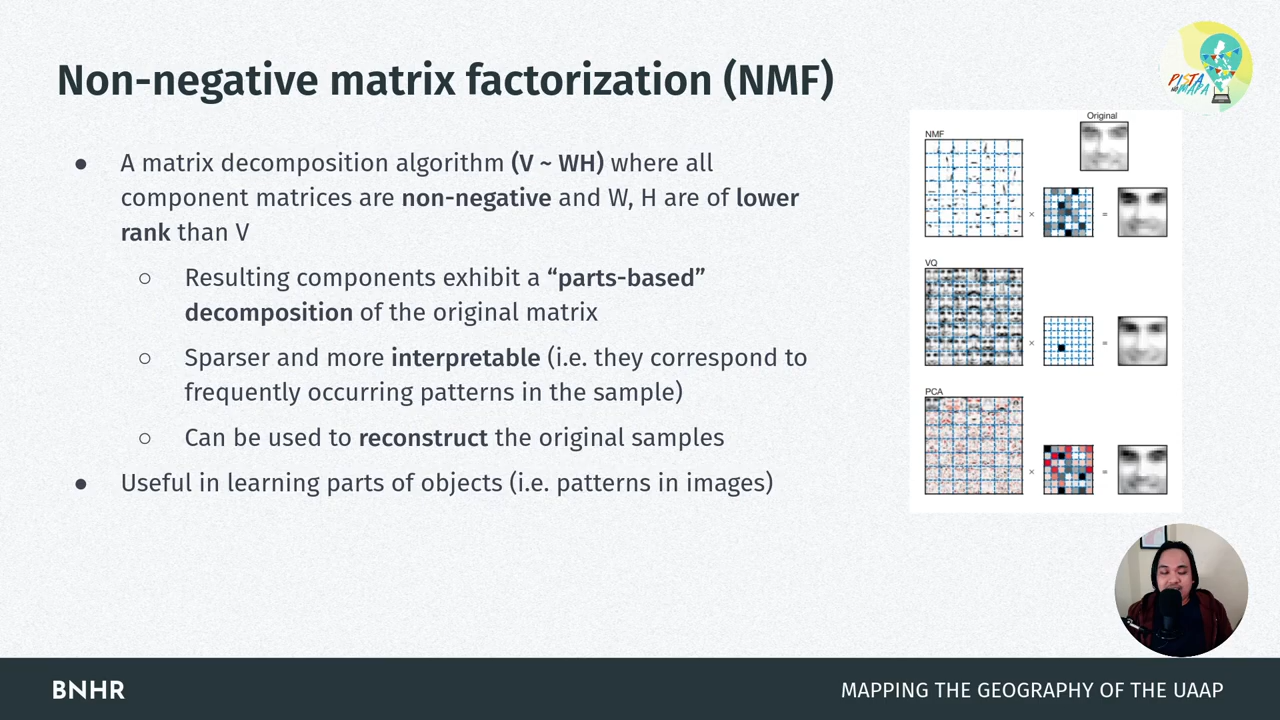 Non-negative matrix factorization (NMF)
PISTA
NG
MAPA
● A matrix decomposition algorithm (V ~ WH) where all
component matrices are non-negative and W, H are of lower
rank than V
○ Resulting components exhibit a “parts-based”
decomposition of the original matrix
○ Sparser and more interpretable (i.e. they correspond to
frequently occurring patterns in the sample)
○ Can be used to reconstruct the original samples
● Useful in learning parts of objects (i.e. patterns in images)
Original
NMF
× =
VQ
× =
PCA
× =
BNHR
MAPPING THE GEOGRAPHY OF THE UAAP